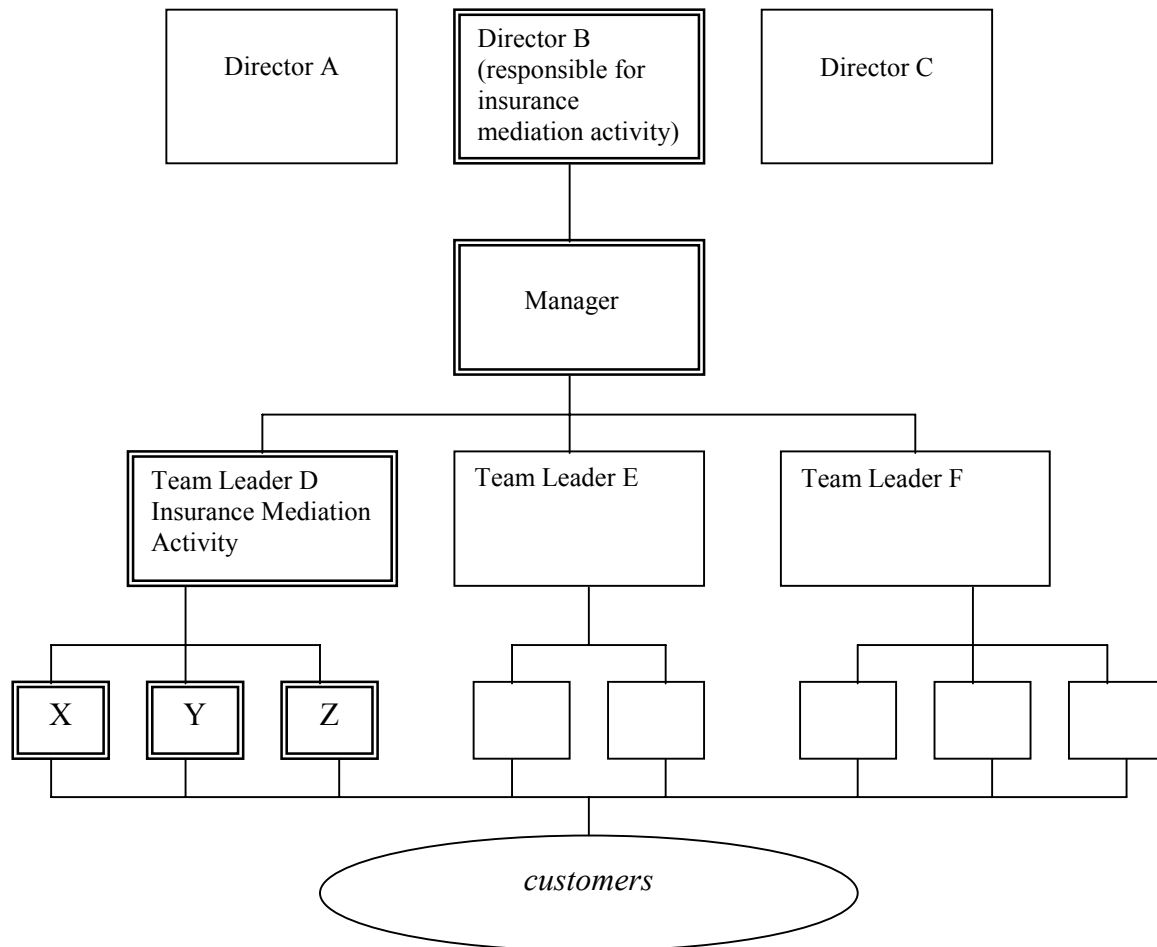 Director A
Director B
(responsible for
insurance
mediation activity)
Director C
Manager
Team Leader D
Insurance Mediation
Activity
Team Leader E
Team Leader F
X
Y
Z
customers